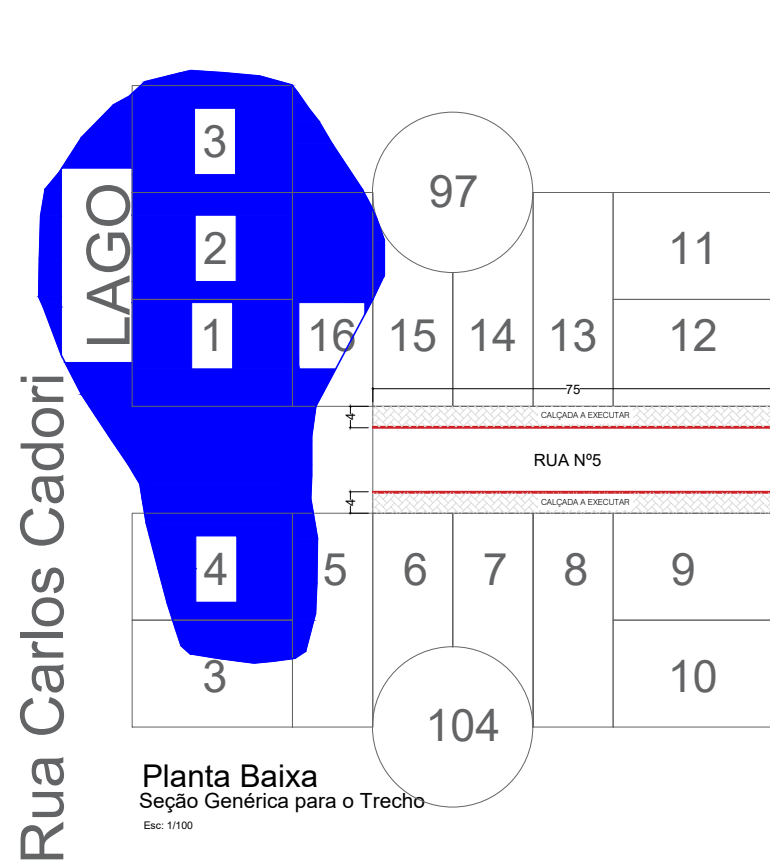 3
97
LAGO
2
11
1
16
15
14
13
12
75
4
CALÇADA A EXECUTAR
RUA Nº5
4
CALÇADA A EXECUTAR
Rua Carlos Cadori
4
5
6
7
8
9
3
10
104
Planta Baixa
Seção Genérica para o Trecho
Esc: 1/100